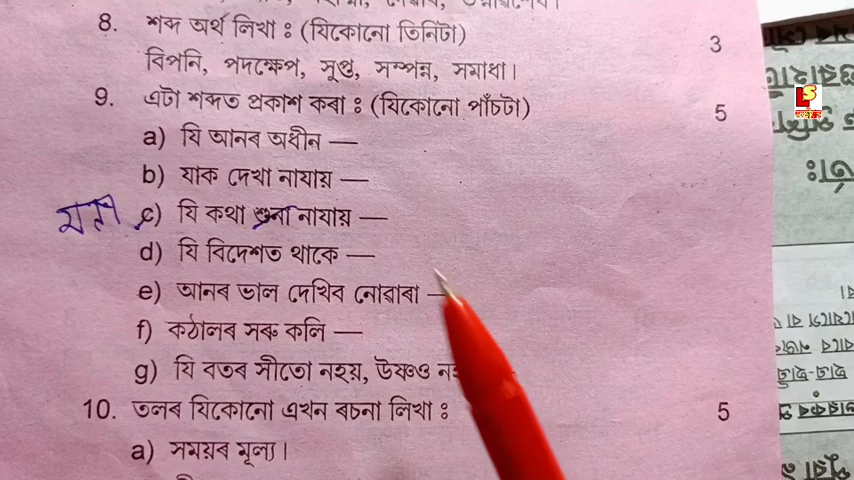 8. শব্দ অৰ্থ লিখা ঃ (যিকোনো তিনিটা) 3
বিপনি, পদক্ষেপ, সুপ্ত, সম্পন্ন, সমাধা।
9. এটা শব্দত প্ৰকাশ কৰা ঃ (যিকোনো পাঁচটা) 5
a) যি আনৰ অধীন —
b) যাক দেখা নাযায় —
c) যি কথা শুনা নাযায় —
d) যি বিদেশত থাকে —
e) আনৰ ভাল দেখিব নোৱাৰা —
f) কঠালৰ সৰু কলি —
g) যি বতৰ সীতো নহয়, উষ্ণও
10. তলৰ যিকোনো এখন ৰচনা লিখা ঃ 5
a) সময়ৰ মূল্য।